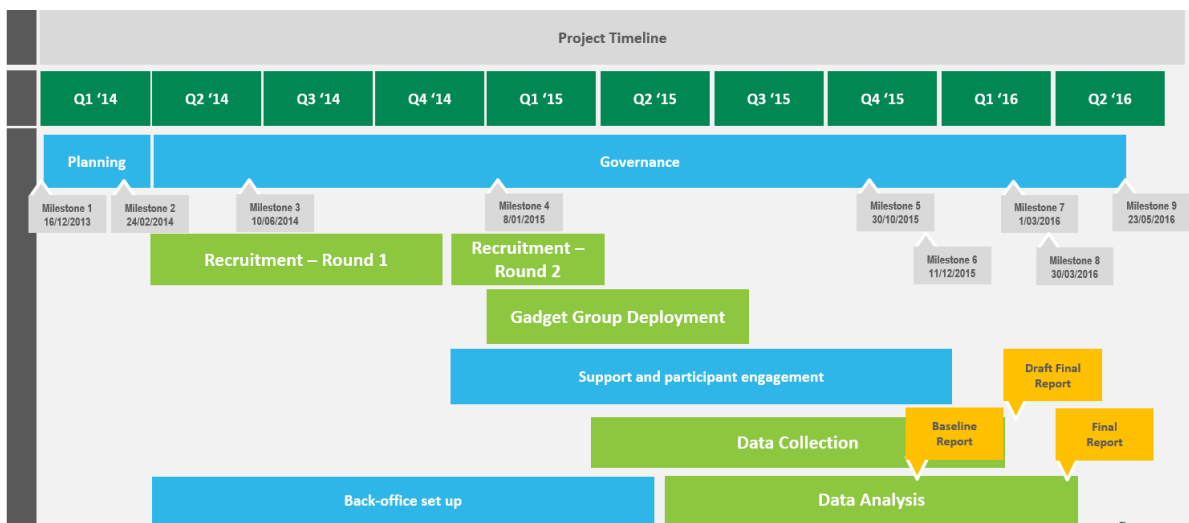 Project Timeline
Q1 ‘14
Q2 ‘14
Q3 ‘14
Q4 ‘14
Q1 ‘15
Q2 ‘15
Q3 ‘15
Q4 ‘15
Q1 ‘16
Q2 ‘16
Planning
Governance
Milestone 1
16/12/2013
Milestone 2
24/02/2014
Milestone 3
10/06/2014
Milestone 4
8/01/2015
Milestone 5
30/10/2015
Milestone 7
1/03/2016
Milestone 9
23/05/2016
Milestone 6
11/12/2015
Milestone 8
30/03/2016
Recruitment – Round 1
Recruitment –
Round 2
Gadget Group Deployment
Support and participant engagement
Draft Final
Report
Data Collection
Baseline
Report
Final
Report
Back-office set up
Data Analysis